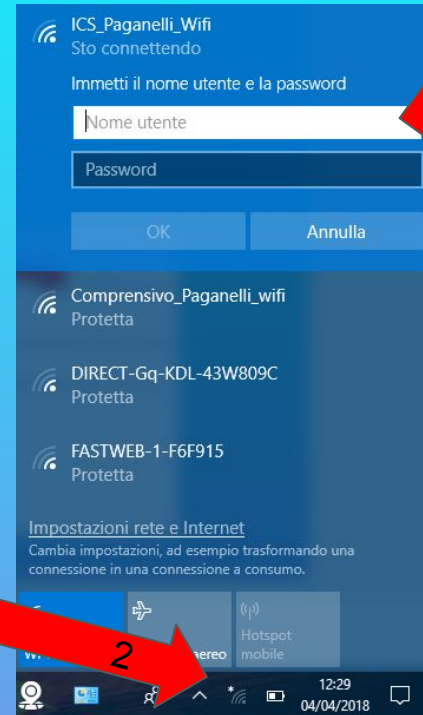 ICS_Paganelli_Wifi
Sto connettendo
Immetti il nome utente e la password
Nome utente
Password
OK Annulla
Comprensivo_Paganelli_wifi
Protetta
DIRECT-Gq-KDL-43W809C
Protetta
FASTWEB-1-F6F915
Protetta
Impostazioni rete e Internet
Cambia impostazioni, ad esempio trasformando una
connessione in una connessione a consumo.
Hotspot
aereo mobile
2
12:29
04/04/2018